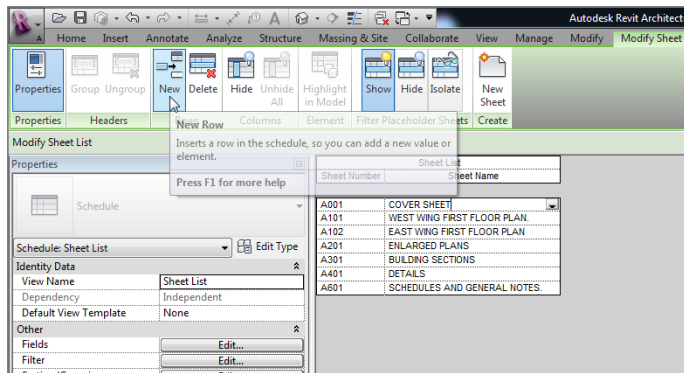 Autodesk Revit Architect
Home Insert Annotate Analyze Structure Massing & Site Collaborate View Manage Modify Modify Sheet
Properties Group Ungroup New Delete Hide Unhide All Highlight in Model Show Hide Isolate New Sheet
Properties Headers Columns Element Filter Placeholder Sheets Create
New Row
Inserts a row in the schedule, so you can add a new value or
element.
Press F1 for more help
Modify Sheet List
Properties
Schedule
Schedule: Sheet List Edit Type
Identity Data
View Name Sheet List
Dependency Independent
Default View Template None
Other
Fields Edit...
Filter Edit...
Sheet List
Sheet Number Sheet Name
A001 COVER SHEET
A101 WEST WING FIRST FLOOR PLAN.
A102 EAST WING FIRST FLOOR PLAN
A201 ENLARGED PLANS
A301 BUILDING SECTIONS
A401 DETAILS
A601 SCHEDULES AND GENERAL NOTES.